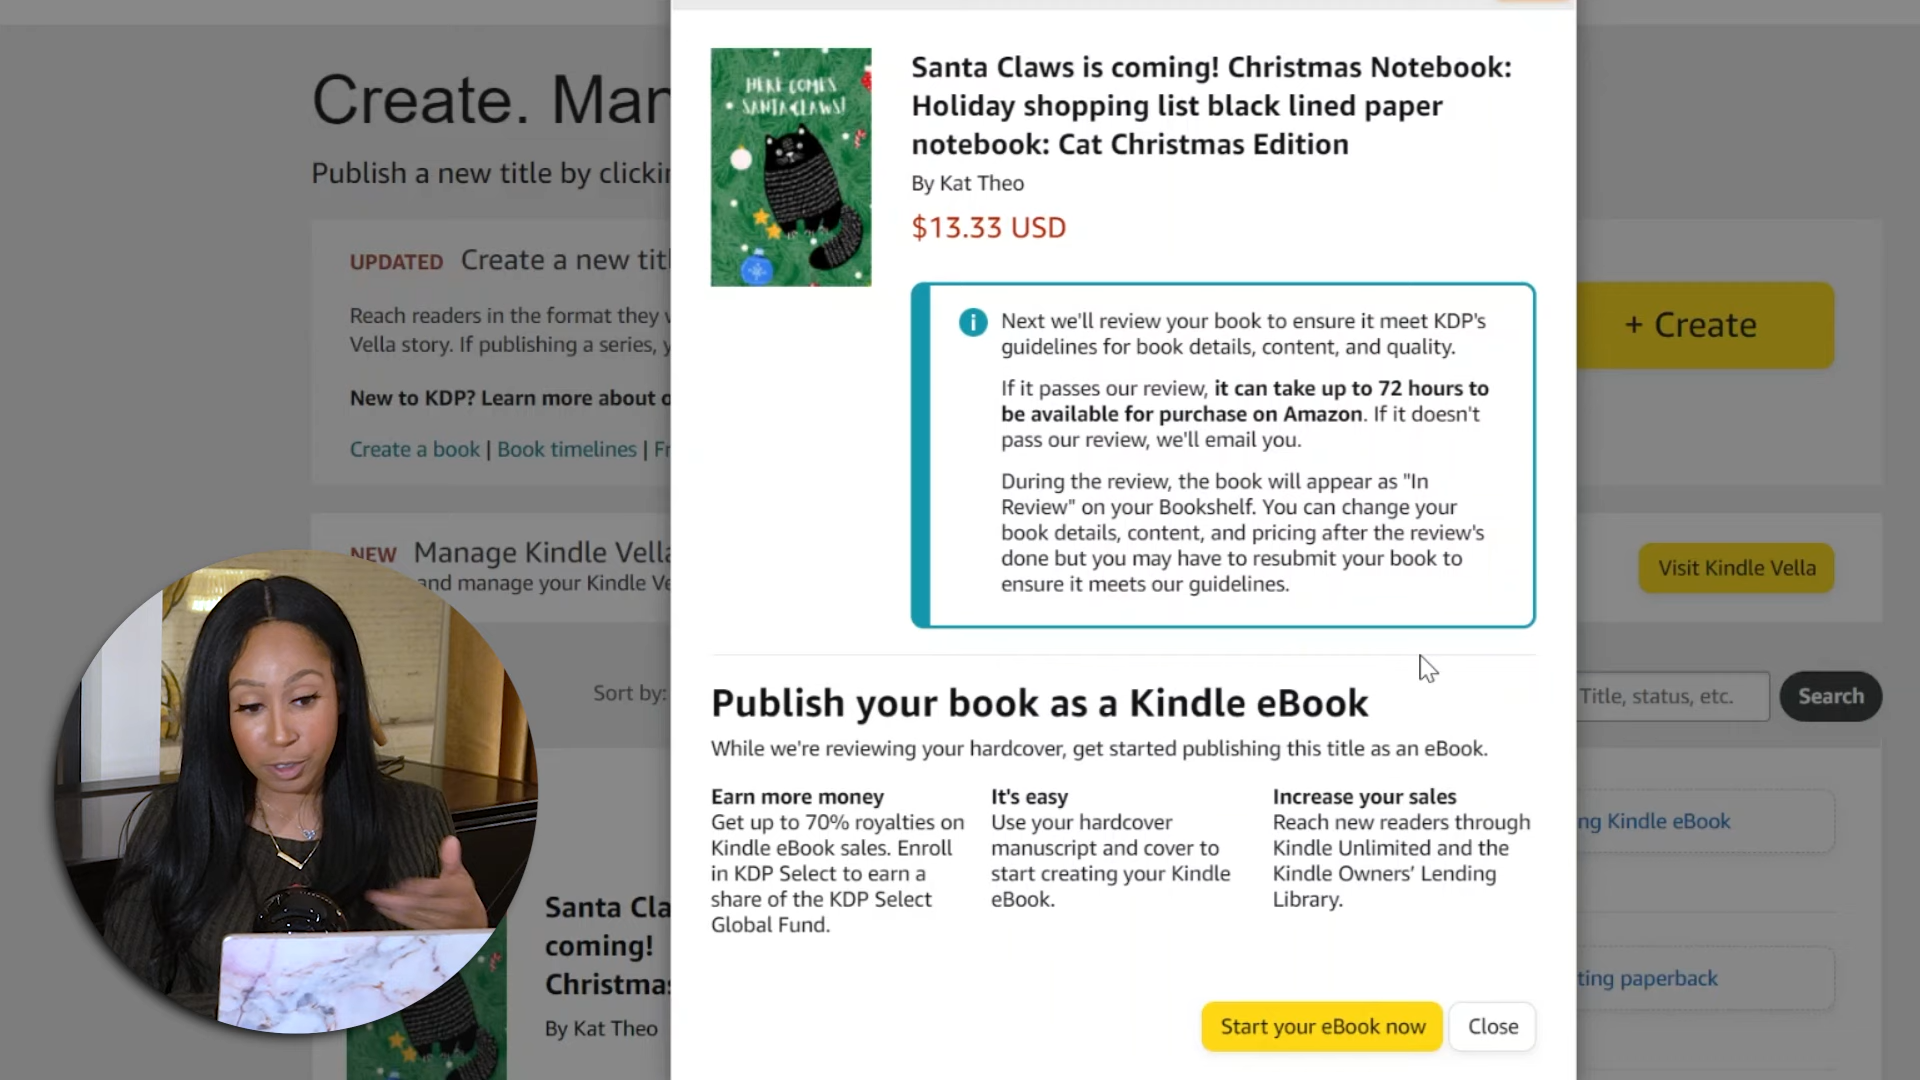 Create. Man
Publish a new title by clickin
UPDATED Create a new titl
Reach readers in the format they w
Vella story. If publishing a series, y
New to KDP? Learn more about o
Create a book | Book timelines | Fr
NEW Manage Kindle Vella
and manage your Kindle Ve
Sort by:
Santa Cla
coming!
Christmas
By Kat Theo
HERE COMES
SANTA CLAWS!
Santa Claws is coming! Christmas Notebook:
Holiday shopping list black lined paper
notebook: Cat Christmas Edition
By Kat Theo
$13.33 USD
i
Next we'll review your book to ensure it meet KDP's
guidelines for book details, content, and quality.
If it passes our review, it can take up to 72 hours to
be available for purchase on Amazon. If it doesn't
pass our review, we'll email you.
During the review, the book will appear as "In
Review" on your Bookshelf. You can change your
book details, content, and pricing after the review's
done but you may have to resubmit your book to
ensure it meets our guidelines.
Publish your book as a Kindle eBook
While we're reviewing your hardcover, get started publishing this title as an eBook.
Earn more money
Get up to 70% royalties on
Kindle eBook sales. Enroll
in KDP Select to earn a
share of the KDP Select
Global Fund.
It's easy
Use your hardcover
manuscript and cover to
start creating your Kindle
eBook.
Increase your sales
Reach new readers through
Kindle Unlimited and the
Kindle Owners' Lending
Library.
Start your eBook now
Close
+ Create
Visit Kindle Vella
Title, status, etc.
Search
ng Kindle eBook
ting paperback